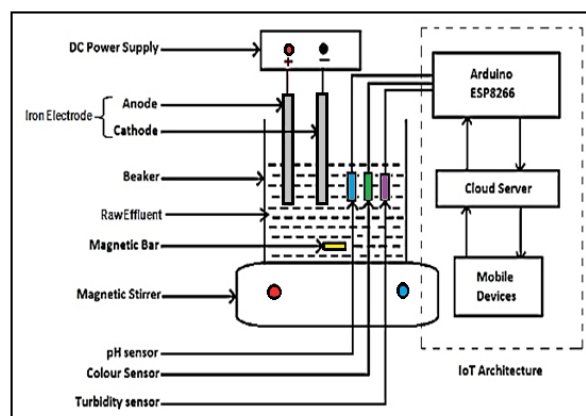 DC Power Supply
+ −
Iron Electrode
Anode
Cathode
Beaker
RawEffluent
Magnetic Bar
Magnetic Stirrer
pH sensor
Colour Sensor
Turbidity sensor
Arduino
ESP8266
Cloud Server
Mobile
Devices
IoT Architecture